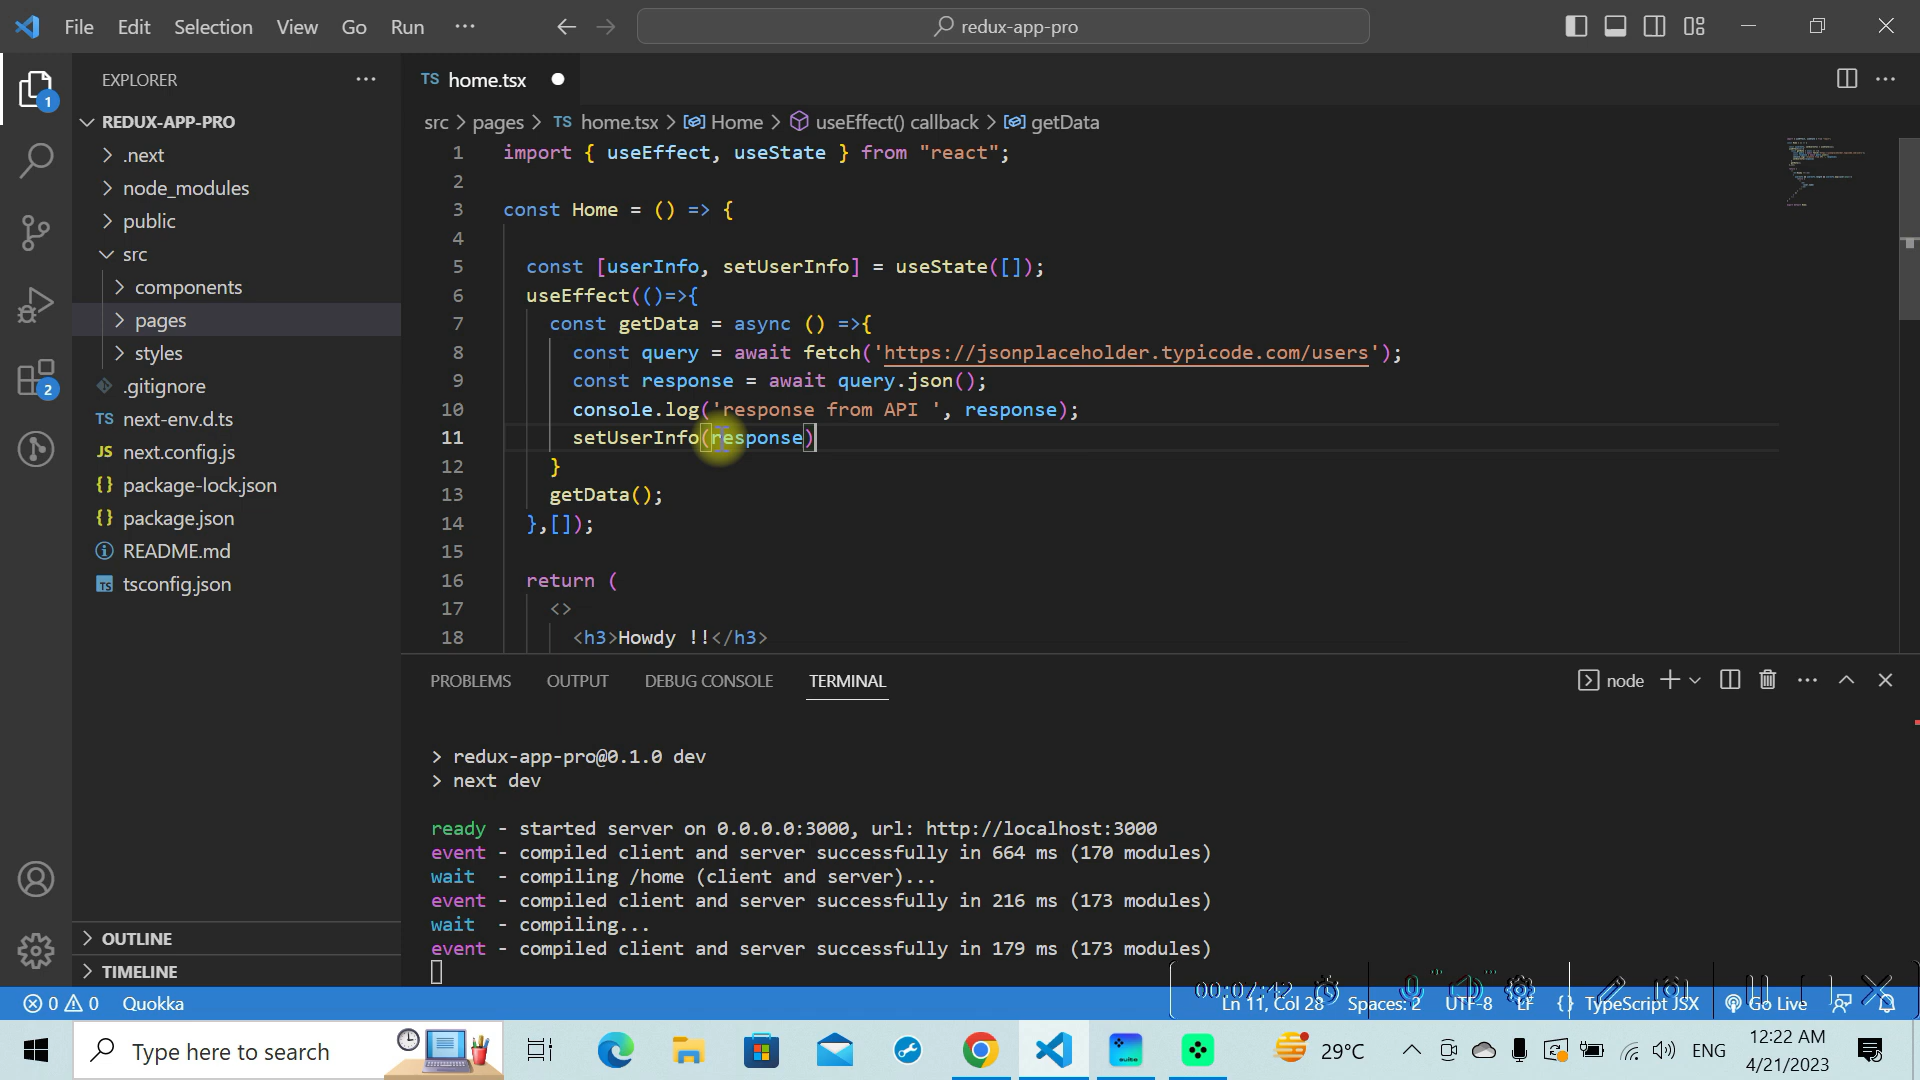 File Edit Selection View Go Run ···
redux-app-pro
EXPLORER
REDUX-APP-PRO
.next
node_modules
public
src
components
pages
styles
.gitignore
TS next-env.d.ts
JS next.config.js
{} package-lock.json
{} package.json
README.md
TS tsconfig.json
OUTLINE
TIMELINE
1
2
TS home.tsx
src > pages > TS home.tsx > Home > useEffect() callback > getData
1 import { useEffect, useState } from "react";
2
3 const Home = () => {
4
5 const [userInfo, setUserInfo] = useState([]);
6 useEffect(()=>{
7 const getData = async () =>{
8 const query = await fetch('https://jsonplaceholder.typicode.com/users');
9 const response = await query.json();
10 console.log('response from API ', response);
11 setUserInfo(response)
12 }
13 getData();
14 },[]);
15
16 return (
17 <>
18 <h3>Howdy !!</h3>
PROBLEMS OUTPUT DEBUG CONSOLE TERMINAL
node
> redux-app-pro@0.1.0 dev
> next dev
ready - started server on 0.0.0.0:3000, url: http://localhost:3000
event - compiled client and server successfully in 664 ms (170 modules)
wait - compiling /home (client and server)...
event - compiled client and server successfully in 216 ms (173 modules)
wait - compiling...
event - compiled client and server successfully in 179 ms (173 modules)
00:07:42
0 0 Quokka
Ln 11, Col 28 Spaces: 2 UTF-8 LF {} TypeScript JSX Go Live
Type here to search
29°C
ENG
12:22 AM
4/21/2023